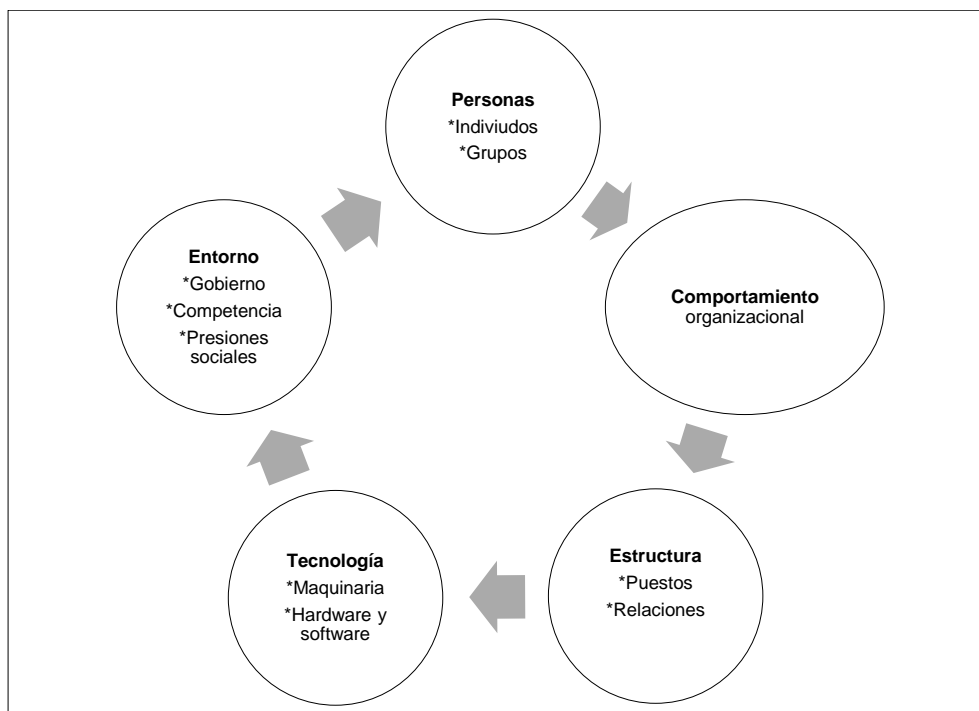 Personas
*Indiviudos
*Grupos
Comportamiento
organizacional
Estructura
*Puestos
*Relaciones
Tecnología
*Maquinaria
*Hardware y
software
Entorno
*Gobierno
*Competencia
*Presiones
sociales